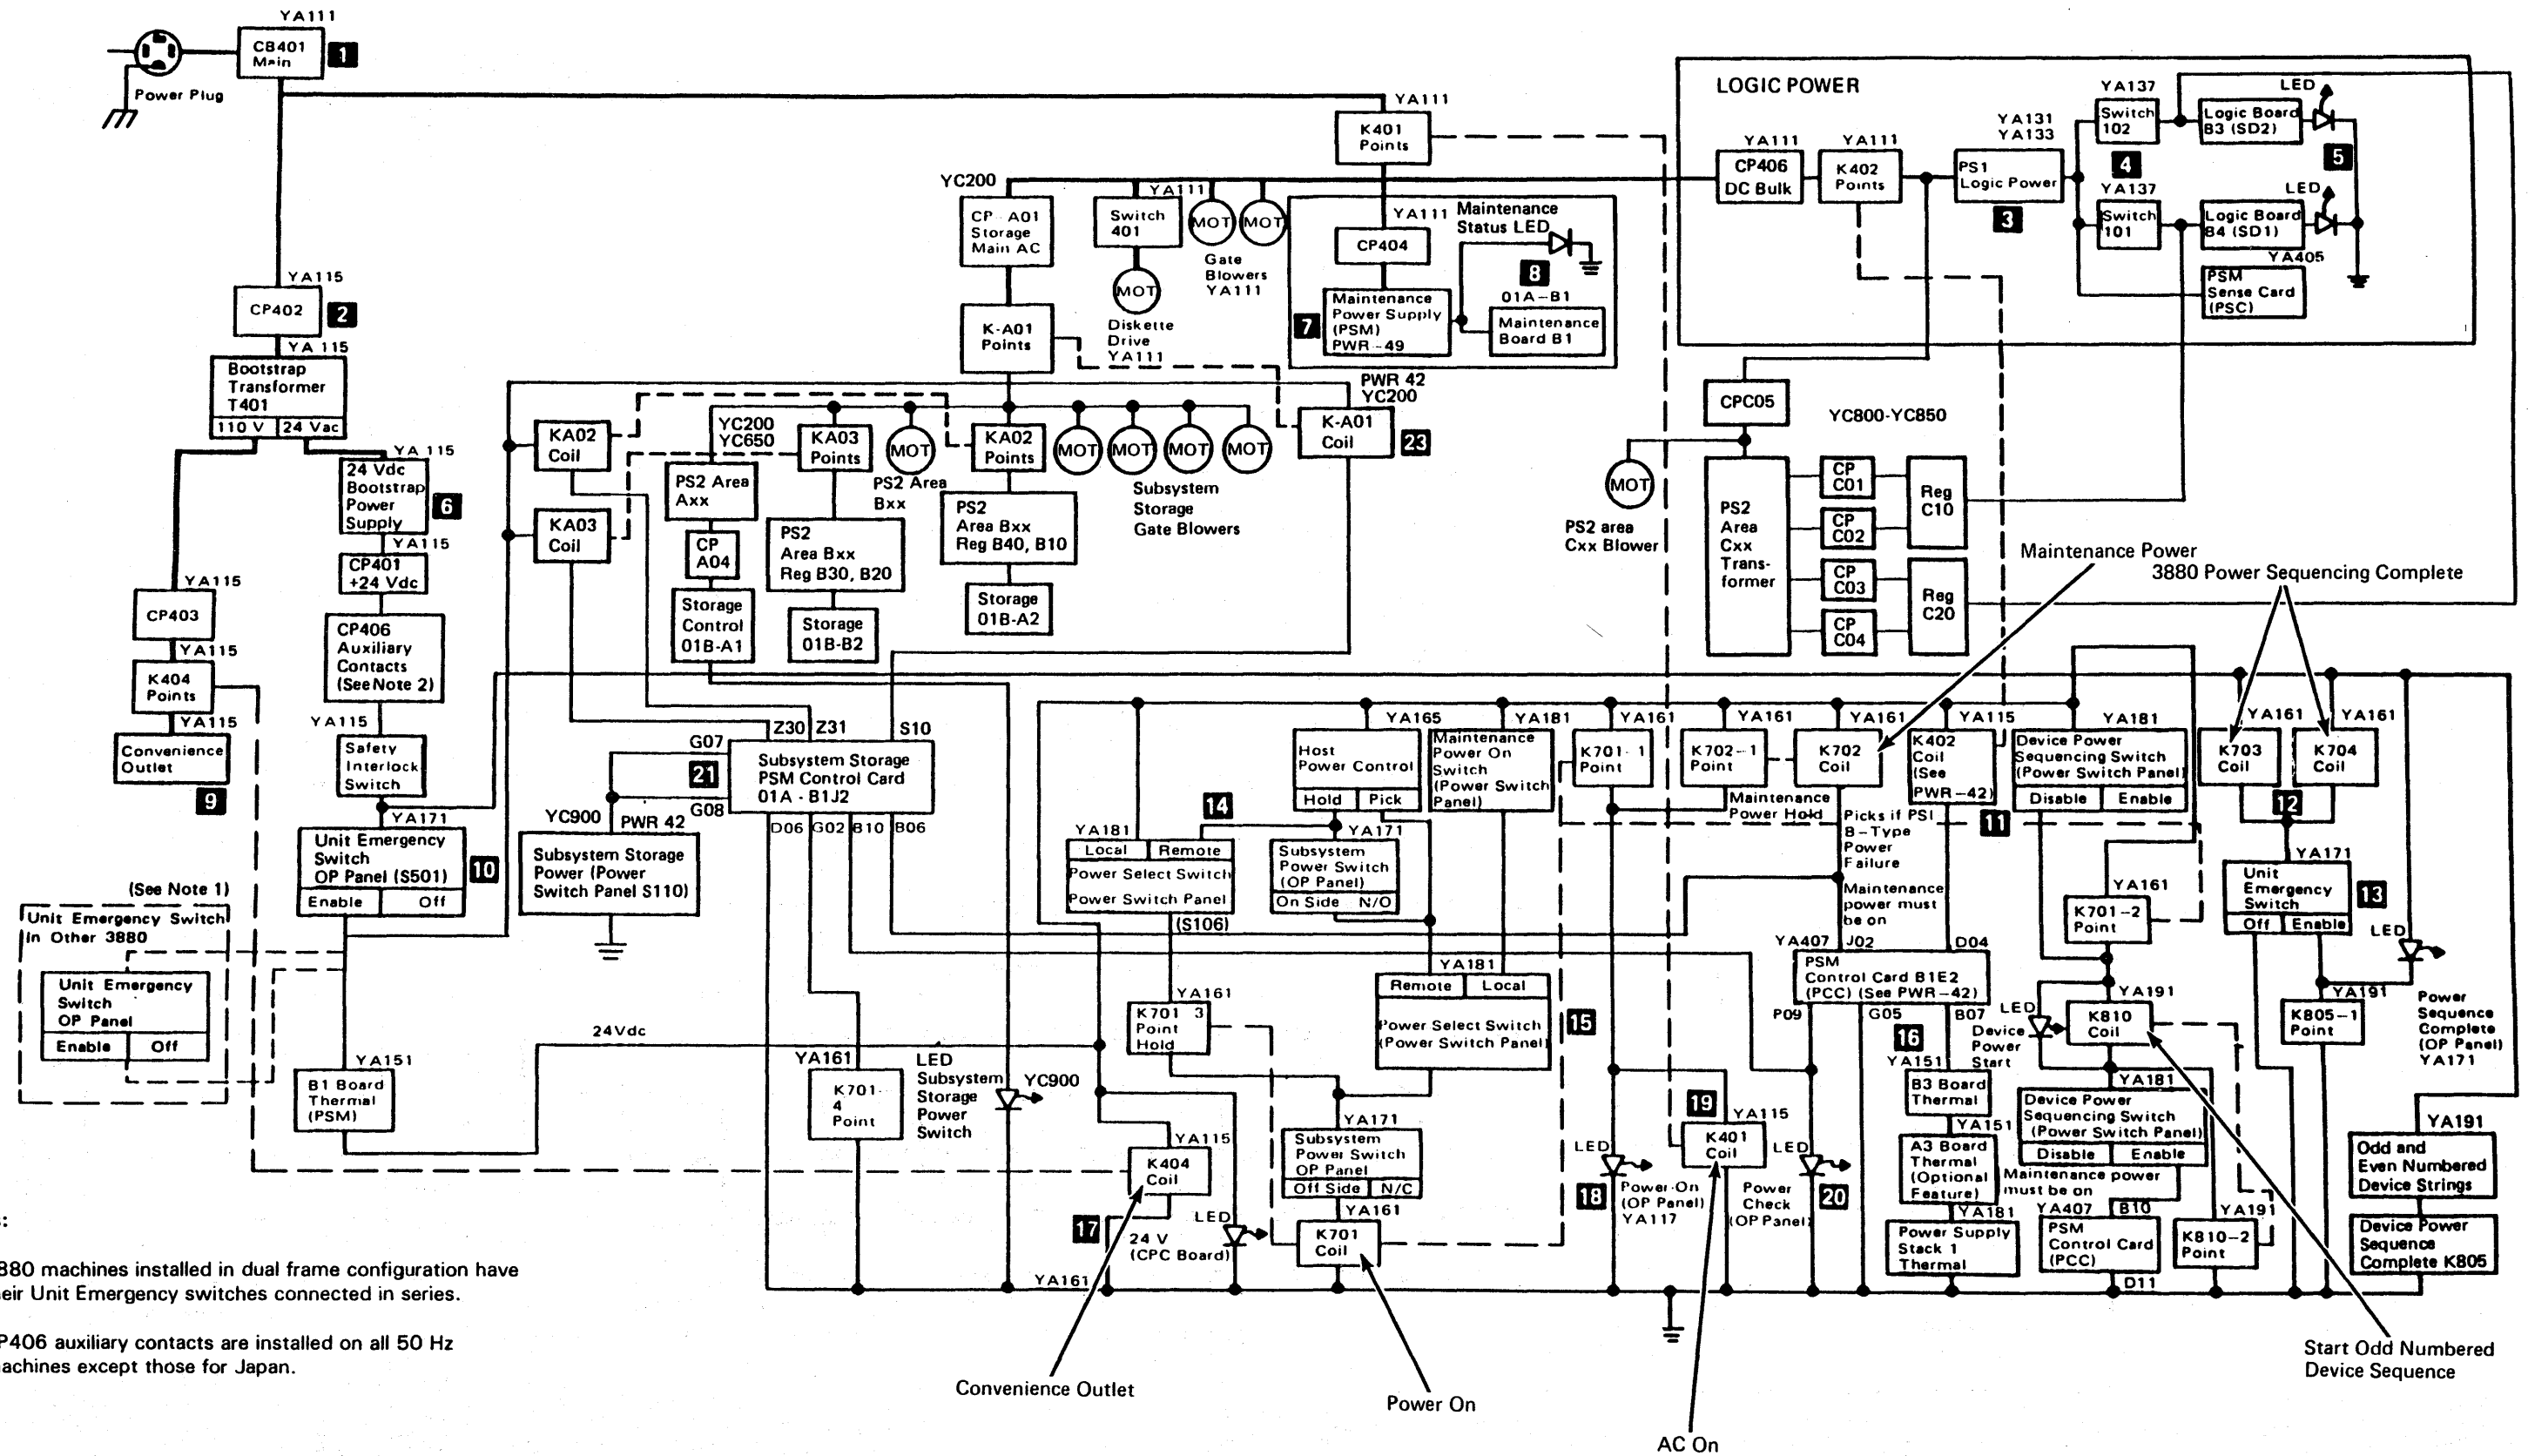 YA111
CB401
Main
1
Power Plug
YA115
CP402
2
YA 115
Bootstrap
Transformer
T401
110 V
24 Vac
YA 115
24 Vdc
Bootstrap
Power
Supply
6
YA115
CP401
+24 Vdc
CP406
Auxiliary
Contacts
(See Note 2)
YA115
CP403
YA115
K404
Points
YA115
Convenience
Outlet
9
YA115
Safety
Interlock
Switch
YA171
Unit Emergency
Switch
OP Panel (S501)
Enable
Off
10
(See Note 1)
Unit Emergency Switch
In Other 3880
Unit Emergency
Switch
OP Panel
Enable
Off
YA151
B1 Board
Thermal
(PSM)
24Vdc
YA111
K401
Points
YC200
CP - A01
Storage
Main AC
YA111
Switch
401
MOT
Diskette
Drive
YA111
MOT
MOT
Gate
Blowers
YA111
YA111
CP404
Maintenance
Status LED
8
7
Maintenance
Power Supply
(PSM)
PWR -49
01A-B1
Maintenance
Board B1
K-A01
Points
PWR 42
YC200
K-A01
Coil
23
KA02
Coil
KA03
Coil
YC200
YC650
PS2 Area
Axx
CP
A04
Storage
Control
01B-A1
KA03
Points
PS2
Area Bxx
Reg B30, B20
Storage
01B-B2
MOT
PS2 Area
Bxx
KA02
Points
PS2
Area Bxx
Reg B40, B10
Storage
01B-A2
MOT
MOT
MOT
MOT
Subsystem
Storage
Gate Blowers
LOGIC POWER
YA111
CP406
DC Bulk
YA111
K402
Points
YA131
YA133
PS1
Logic Power
3
YA137
Switch
102
4
YA137
Switch
101
LED
Logic Board
B3 (SD2)
5
LED
Logic Board
B4 (SD1)
YA405
PSM
Sense Card
(PSC)
CPC05
YC800-YC850
MOT
PS2 area
Cxx Blower
PS2
Area
Cxx
Trans-
former
CP
C01
CP
C02
CP
C03
CP
C04
Reg
C10
Reg
C20
Maintenance Power
3880 Power Sequencing Complete
Z30
Z31
S10
G07
21
G08
Subsystem Storage
PSM Control Card
01A - B1J2
D06
G02
B10
B06
YC900
PWR 42
Subsystem Storage
Power (Power
Switch Panel S110)
YA161
K701-
4
Point
LED
Subsystem
Storage
Power
Switch
YC900
YA165
Host
Power Control
Hold
Pick
YA181
Maintenance
Power On
Switch
(Power Switch
Panel)
14
YA181
Local
Remote
Power Select Switch
Power Switch Panel
(S106)
YA171
Subsystem
Power Switch
(OP Panel)
On Side
N/O
YA181
Remote
Local
Power Select Switch
(Power Switch Panel)
15
YA161
K701 3
Point
Hold
YA171
Subsystem
Power Switch
OP Panel
Off Side
N/C
YA161
K701
Coil
YA115
K404
Coil
17
24 V
(CPC Board)
LED
YA161
YA161
K701-1
Point
YA161
K702-1
Point
Maintenance
Power Hold
YA161
K702
Coil
Picks if PS1
B-Type
Power
Failure
Maintenance
power must
be on
YA115
K402
Coil
(See
PWR-42)
11
YA407
J02
D04
PSM
Control Card B1E2
(PCC) (See PWR-42)
P09
G05
B07
16
YA151
B3 Board
Thermal
YA151
A3 Board
Thermal
(Optional
Feature)
YA181
Power Supply
Stack 1
Thermal
LED
18
Power-On
(OP Panel)
YA117
19
YA115
K401
Coil
LED
Power
Check
(OP Panel)
20
YA181
Device Power
Sequencing Switch
(Power Switch Panel)
Disable
Enable
YA161
K701-2
Point
YA191
LED
Device
Power
Start
K810
Coil
YA181
Device Power
Sequencing Switch
(Power Switch Panel)
Disable
Enable
Maintenance power
must be on
YA407
B10
PSM
Control Card
(PCC)
D11
YA191
K810-2
Point
YA161
K703
Coil
YA161
K704
Coil
12
YA171
Unit
Emergency
Switch
Off
Enable
13
LED
YA191
K805-1
Point
Power
Sequence
Complete
(OP Panel)
YA171
YA191
Odd and
Even Numbered
Device Strings
Device Power
Sequence
Complete K805
Start Odd Numbered
Device Sequence
Convenience Outlet
Power On
AC On
880 machines installed in dual frame configuration have
eir Unit Emergency switches connected in series.
P406 auxiliary contacts are installed on all 50 Hz
achines except those for Japan.